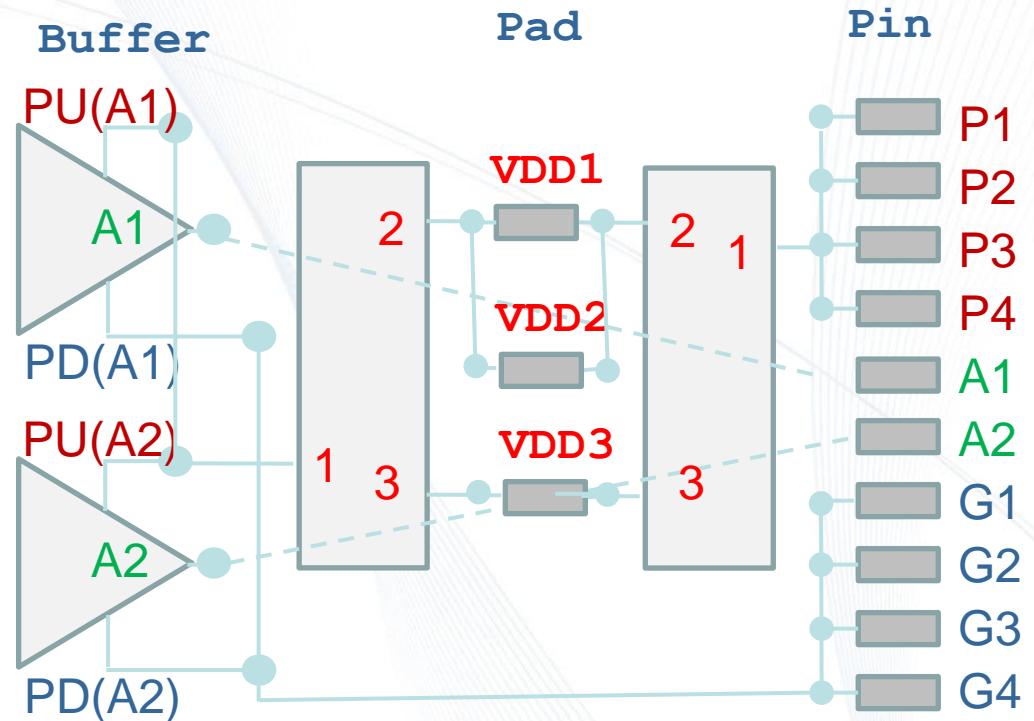 Buffer
Pad
Pin
PU(A1)
A1
PD(A1)
PU(A2)
A2
PD(A2)
2
1
3
VDD1
VDD2
VDD3
2
1
3
P1
P2
P3
P4
A1
A2
G1
G2
G3
G4